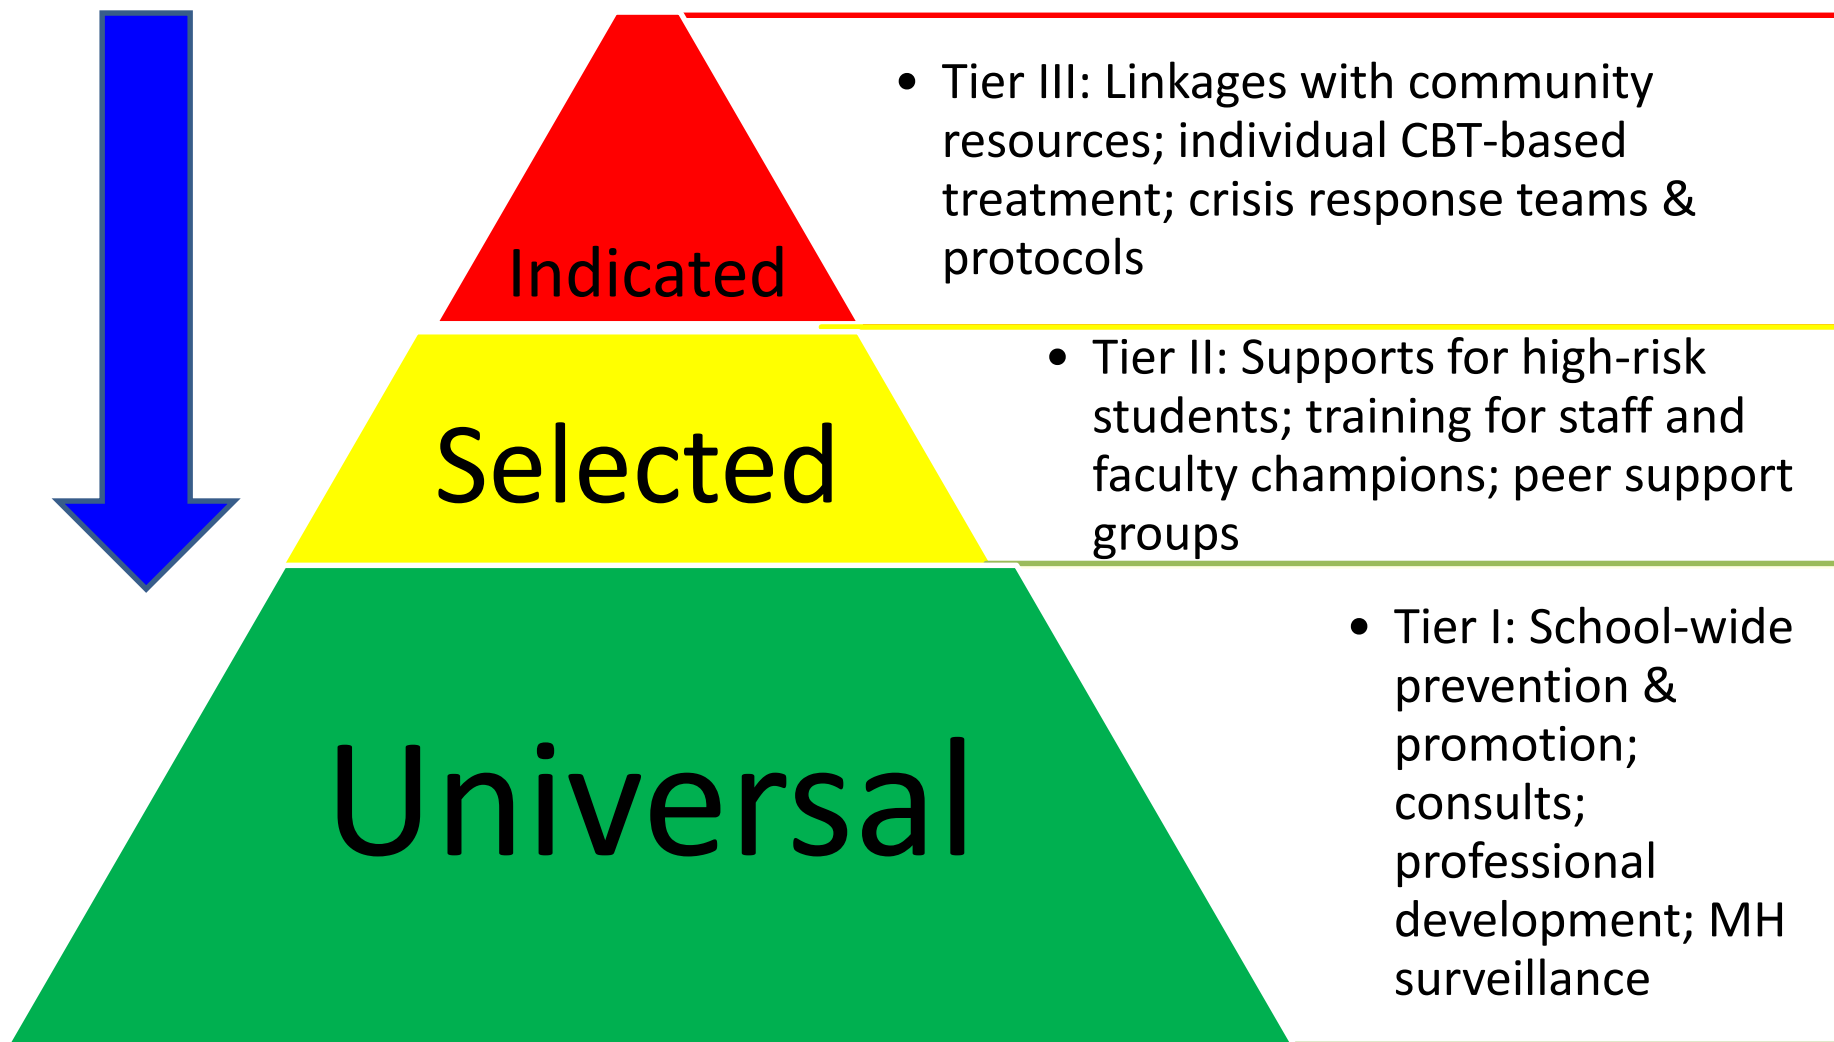 Indicated
• Tier III: Linkages with community
resources; individual CBT-based
treatment; crisis response teams &
protocols
Selected
• Tier II: Supports for high-risk
students; training for staff and
faculty champions; peer support
groups
Universal
• Tier I: School-wide
prevention &
promotion;
consults;
professional
development; MH
surveillance